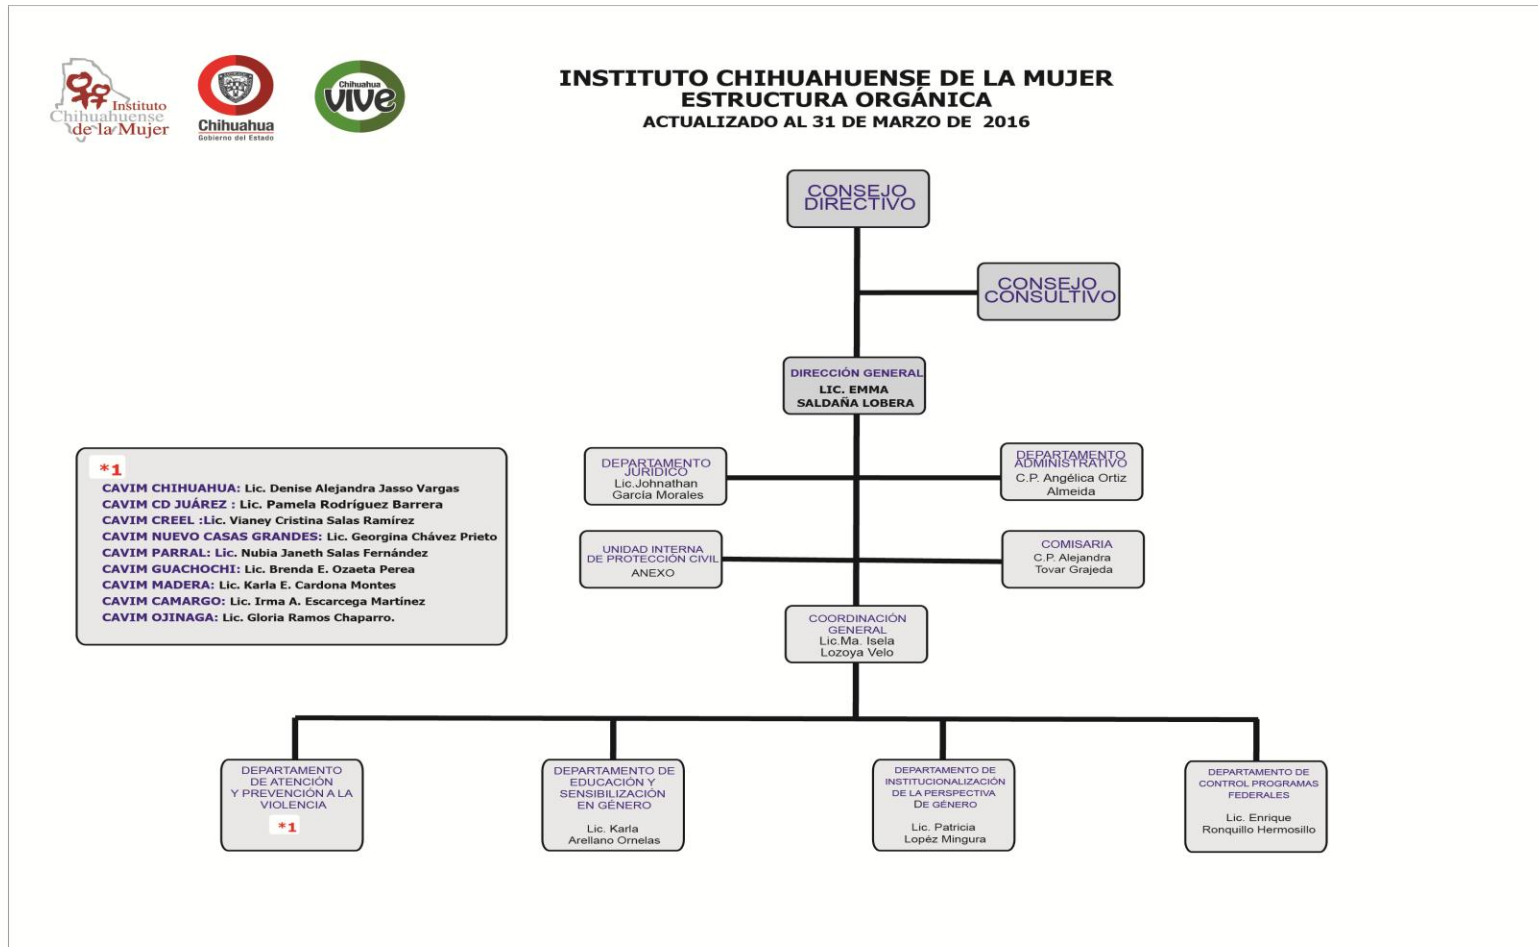 Instituto
Chihuahuense
de la Mujer
Chihuahua
Gobierno del Estado
Chihuahua
VIVE
INSTITUTO CHIHUAHUENSE DE LA MUJER
ESTRUCTURA ORGÁNICA
ACTUALIZADO AL 31 DE MARZO DE 2016
CONSEJO
DIRECTIVO
CONSEJO
CONSULTIVO
DIRECCIÓN GENERAL
LIC. EMMA
SALDAÑA LOBERA
DEPARTAMENTO
JURÍDICO
Lic.Johnathan
García Morales
DEPARTAMENTO
ADMINISTRATIVO
C.P. Angélica Ortiz
Almeida
UNIDAD INTERNA
DE PROTECCIÓN CIVIL
ANEXO
COMISARIA
C.P. Alejandra
Tovar Grajeda
COORDINACIÓN
GENERAL
Lic.Ma. Isela
Lozoya Velo
*1
CAVIM CHIHUAHUA: Lic. Denise Alejandra Jasso Vargas
CAVIM CD JUÁREZ : Lic. Pamela Rodríguez Barrera
CAVIM CREEL :Lic. Vianey Cristina Salas Ramírez
CAVIM NUEVO CASAS GRANDES: Lic. Georgina Chávez Prieto
CAVIM PARRAL: Lic. Nubia Janeth Salas Fernández
CAVIM GUACHOCHI: Lic. Brenda E. Ozaeta Perea
CAVIM MADERA: Lic. Karla E. Cardona Montes
CAVIM CAMARGO: Lic. Irma A. Escarcega Martínez
CAVIM OJINAGA: Lic. Gloria Ramos Chaparro.
DEPARTAMENTO
DE ATENCIÓN
Y PREVENCIÓN A LA
VIOLENCIA
*1
DEPARTAMENTO DE
EDUCACIÓN Y
SENSIBILIZACIÓN
EN GÉNERO
Lic. Karla
Arellano Ornelas
DEPARTAMENTO DE
INSTITUCIONALIZACIÓN
DE LA PERSPECTIVA
DE GÉNERO
Lic. Patricia
Lopéz Mingura
DEPARTAMENTO DE
CONTROL PROGRAMAS
FEDERALES
Lic. Enrique
Ronquillo Hermosillo